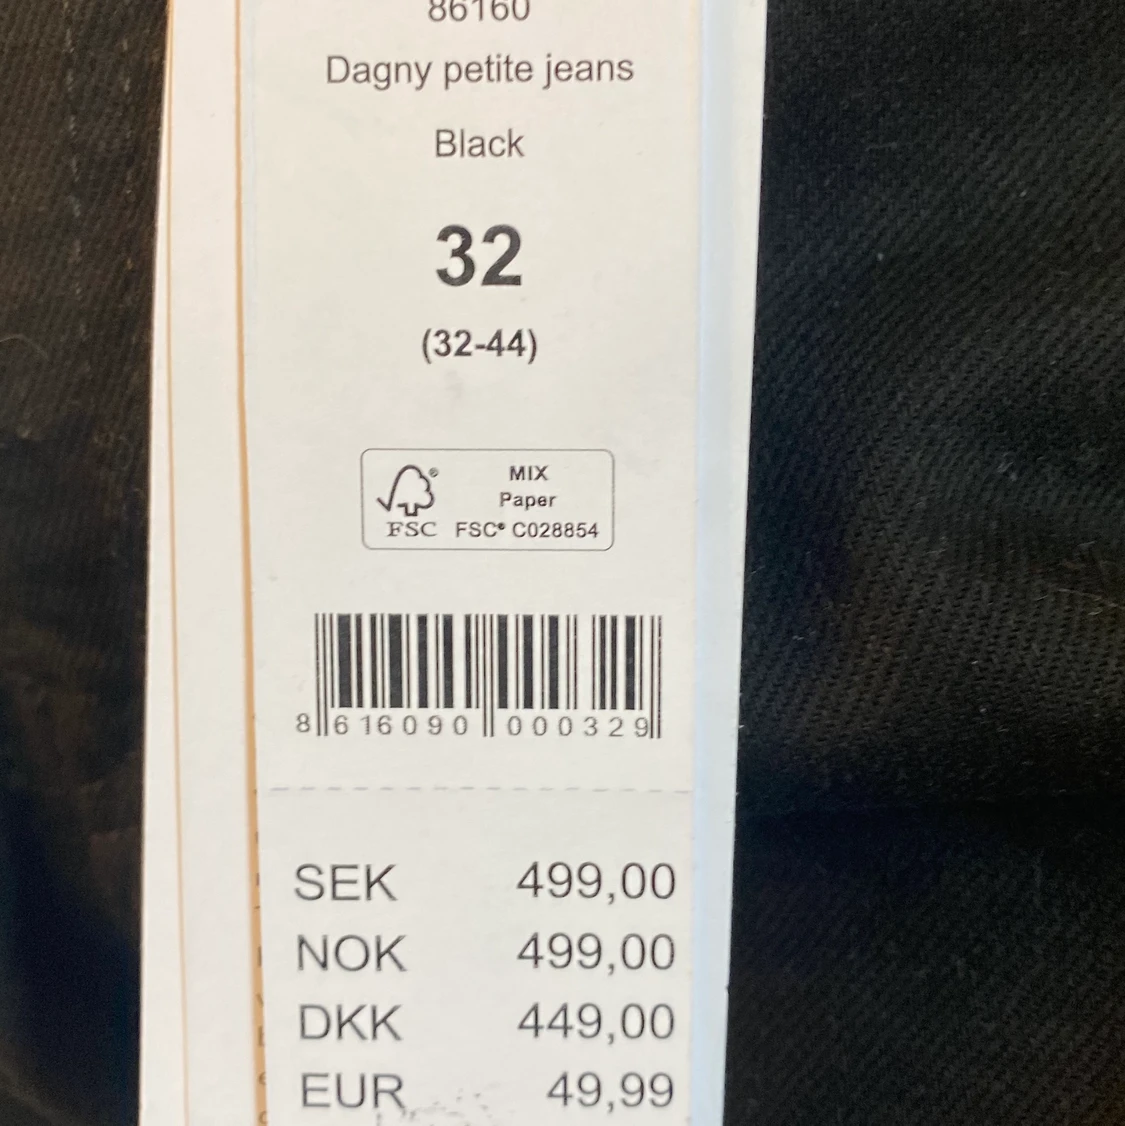 86160
Dagny petite jeans
Black
32
(32-44)
MIX
Paper
FSC® C028854
FSC
8 616090 000329
SEK 499,00
NOK 499,00
DKK 449,00
EUR 49,99